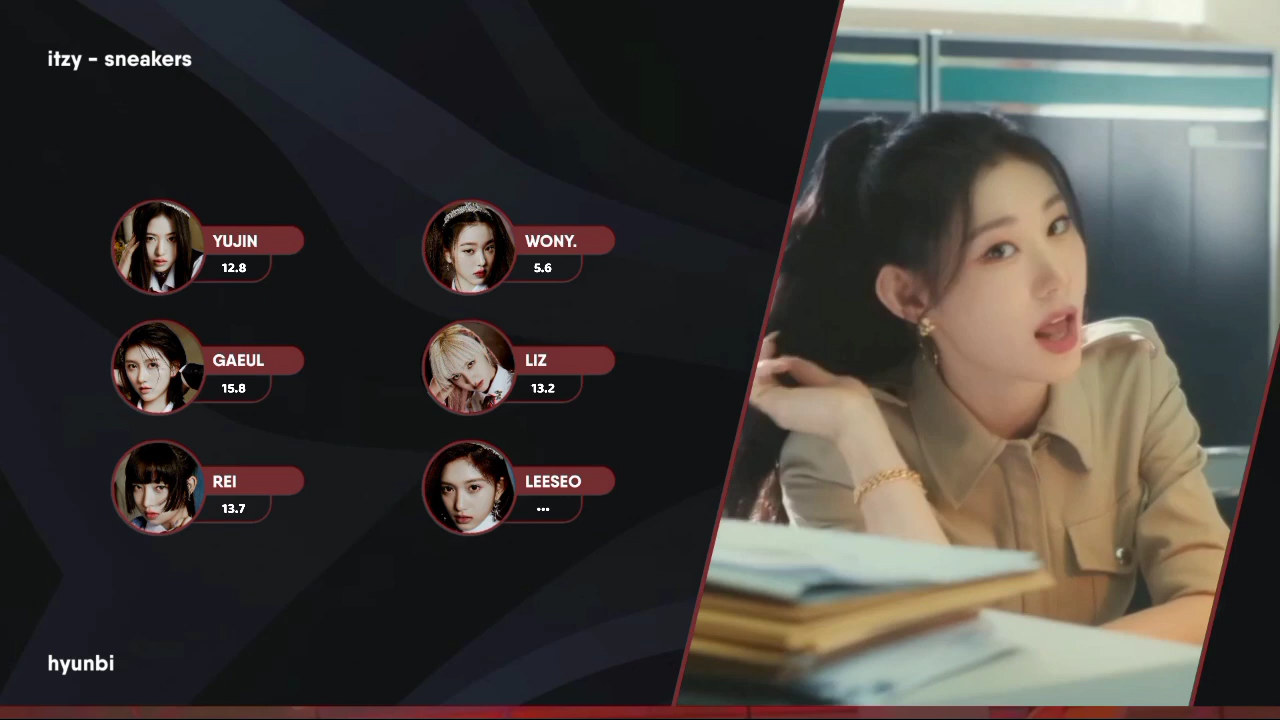 itzy - sneakers
YUJIN
12.8
WONY.
5.6
GAEUL
15.8
LIZ
13.2
REI
13.7
LEESEO
...
hyunbi